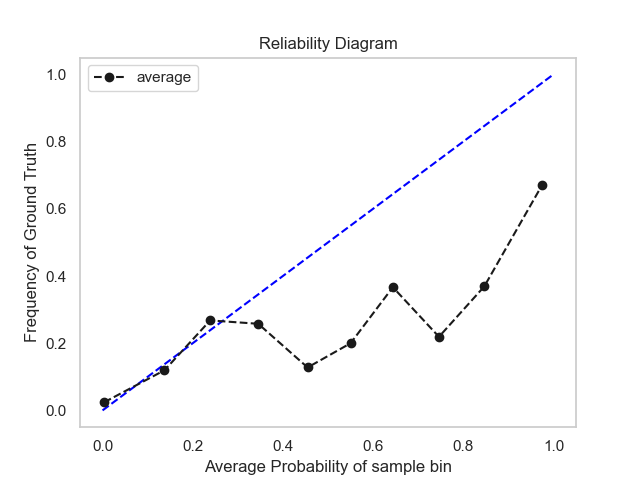 Reliability Diagram
average
1.0
0.8
0.6
0.4
0.2
0.0
Frequency of Ground Truth
0.0 0.2 0.4 0.6 0.8 1.0
Average Probability of sample bin